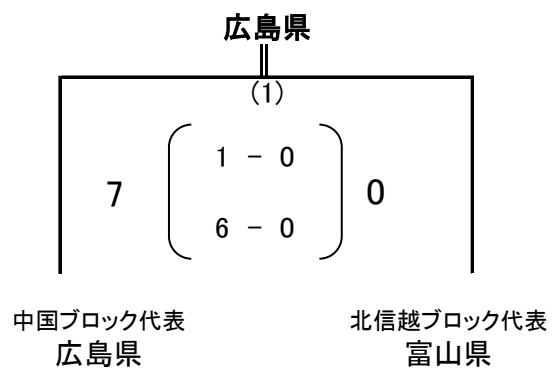 広島県
(1)
1 － 0
7 0
6 － 0
中国ブロック代表 北信越ブロック代表
広島県 富山県